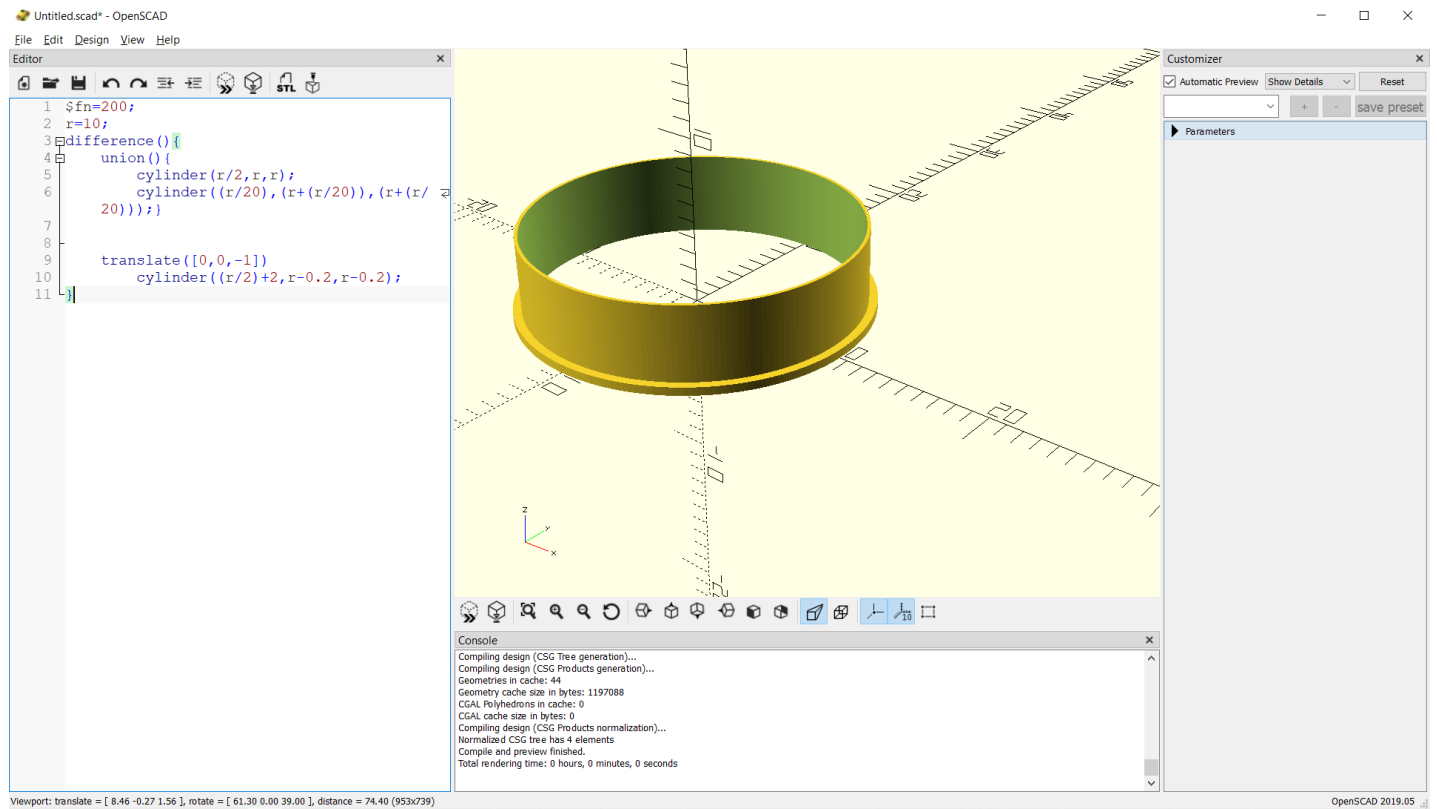 Untitled.scad* - OpenSCAD
File Edit Design View Help
Editor
STL
1 $fn=200;
2 r=10;
3 difference(){
4 union(){
5 cylinder(r/2,r,r);
6 cylinder((r/20),(r+(r/20)),(r+(r/
20)));}
7
8
9 translate([0,0,-1])
10 cylinder((r/2)+2,r-0.2,r-0.2);
11 }
20
z
y
x
10
Console
Compiling design (CSG Tree generation)...
Compiling design (CSG Products generation)...
Geometries in cache: 44
Geometry cache size in bytes: 1197088
CGAL Polyhedrons in cache: 0
CGAL cache size in bytes: 0
Compiling design (CSG Products normalization)...
Normalized CSG tree has 4 elements
Compile and preview finished.
Total rendering time: 0 hours, 0 minutes, 0 seconds
Customizer
Automatic Preview Show Details Reset
+ - save preset
Parameters
Viewport: translate = [ 8.46 -0.27 1.56 ], rotate = [ 61.30 0.00 39.00 ], distance = 74.40 (953x739)
OpenSCAD 2019.05